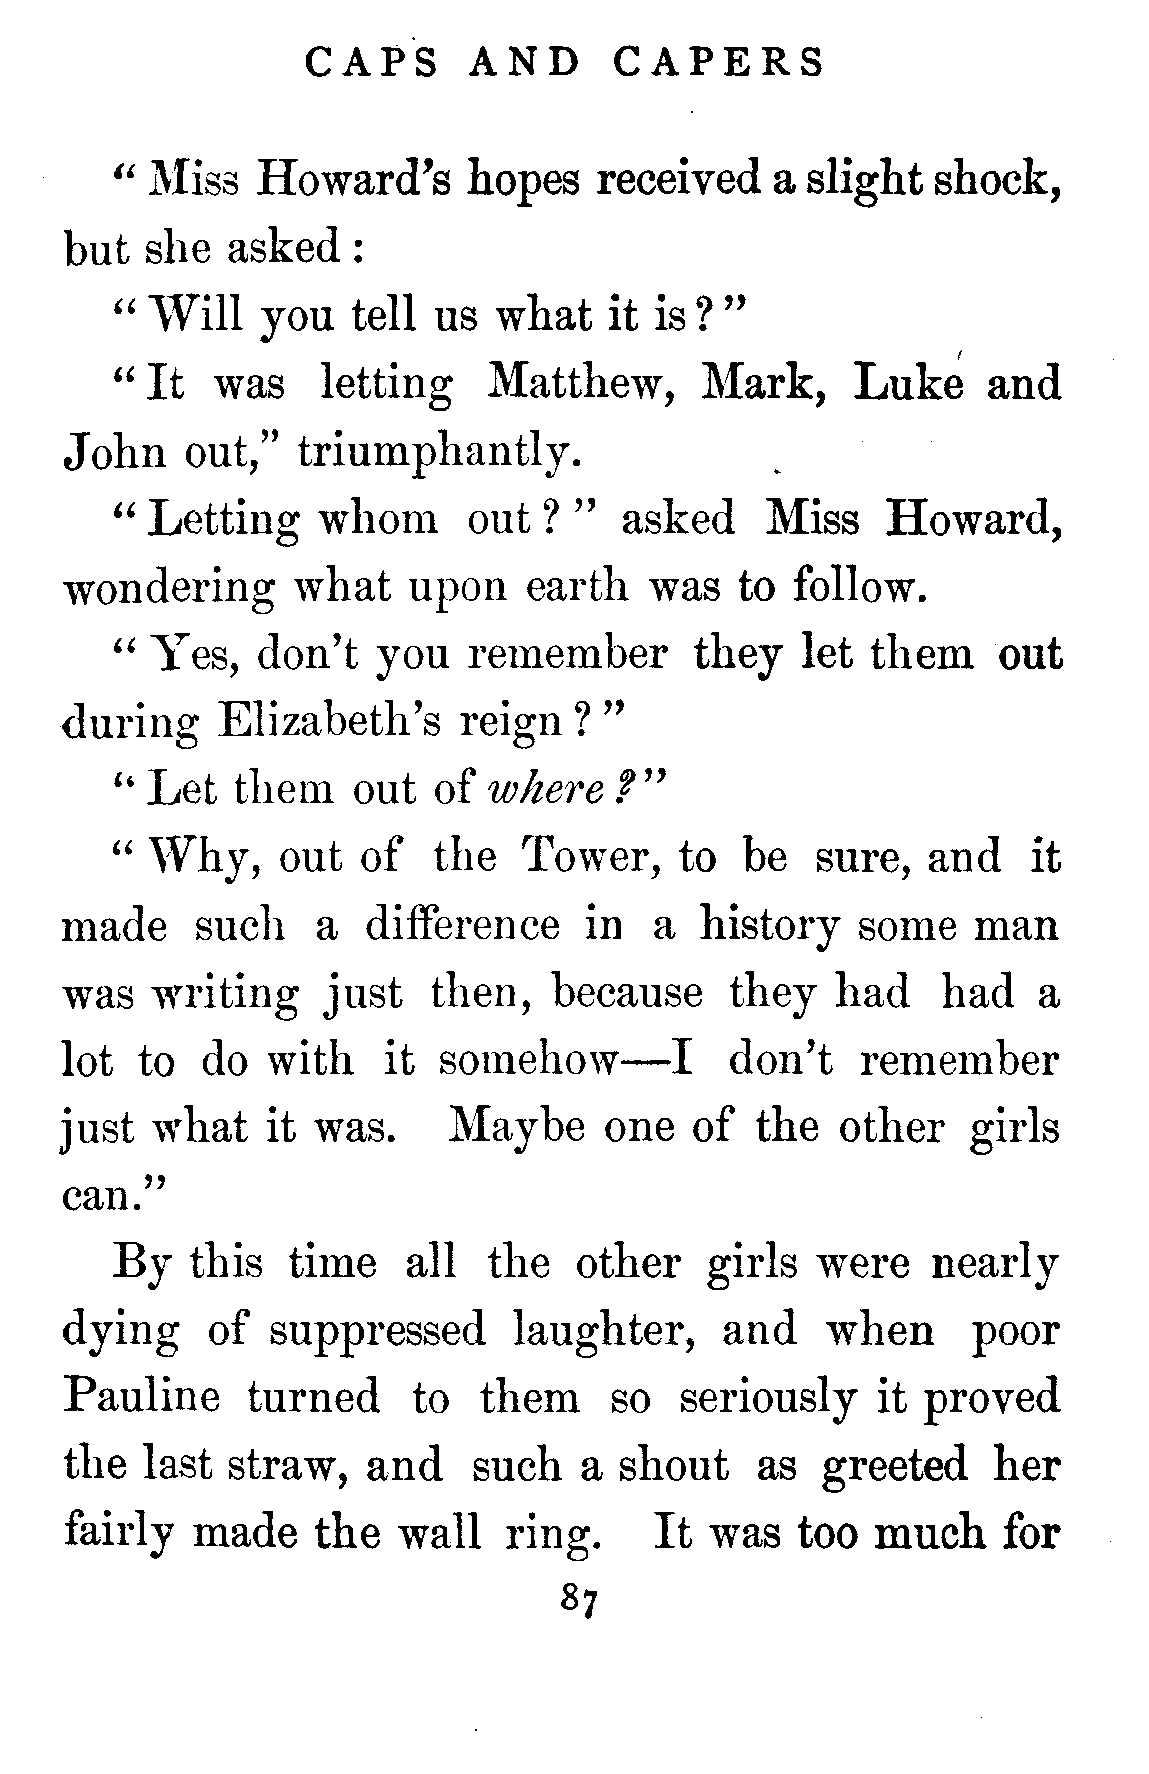 CAPS AND CAPERS
“ Miss Howard’s hopes received a slight shock,
but she asked :
“ Will you tell us what it is ? ”
“ It was letting Matthew, Mark, Luke and
John out,” triumphantly.
“ Letting whom out ? ” asked Miss Howard,
wondering what upon earth was to follow.
“ Yes, don’t you remember they let them out
during Elizabeth’s reign ? ”
“ Let them out of where ? ”
“ Why, out of the Tower, to be sure, and it
made such a difference in a history some man
was writing just then, because they had had a
lot to do with it somehow—I don’t remember
just what it was. Maybe one of the other girls
can.”
By this time all the other girls were nearly
dying of suppressed laughter, and when poor
Pauline turned to them so seriously it proved
the last straw, and such a shout as greeted her
fairly made the wall ring. It was too much for
87